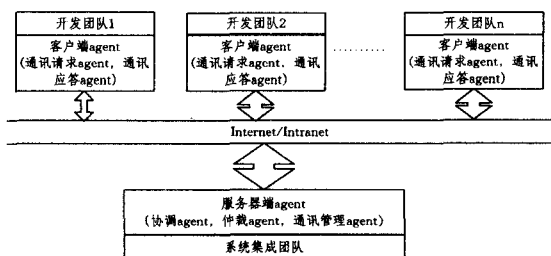 开发团队1
客户端agent
(通讯请求agent, 通讯
应答agent)
开发团队2
客户端agent
(通讯请求agent, 通讯
应答agent)
开发团队n
客户端agent
(通讯请求agent, 通讯
应答agent)
Internet/Intranet
服务器端agent
(协调agent, 仲裁agent, 通讯管理agent)
系统集成团队